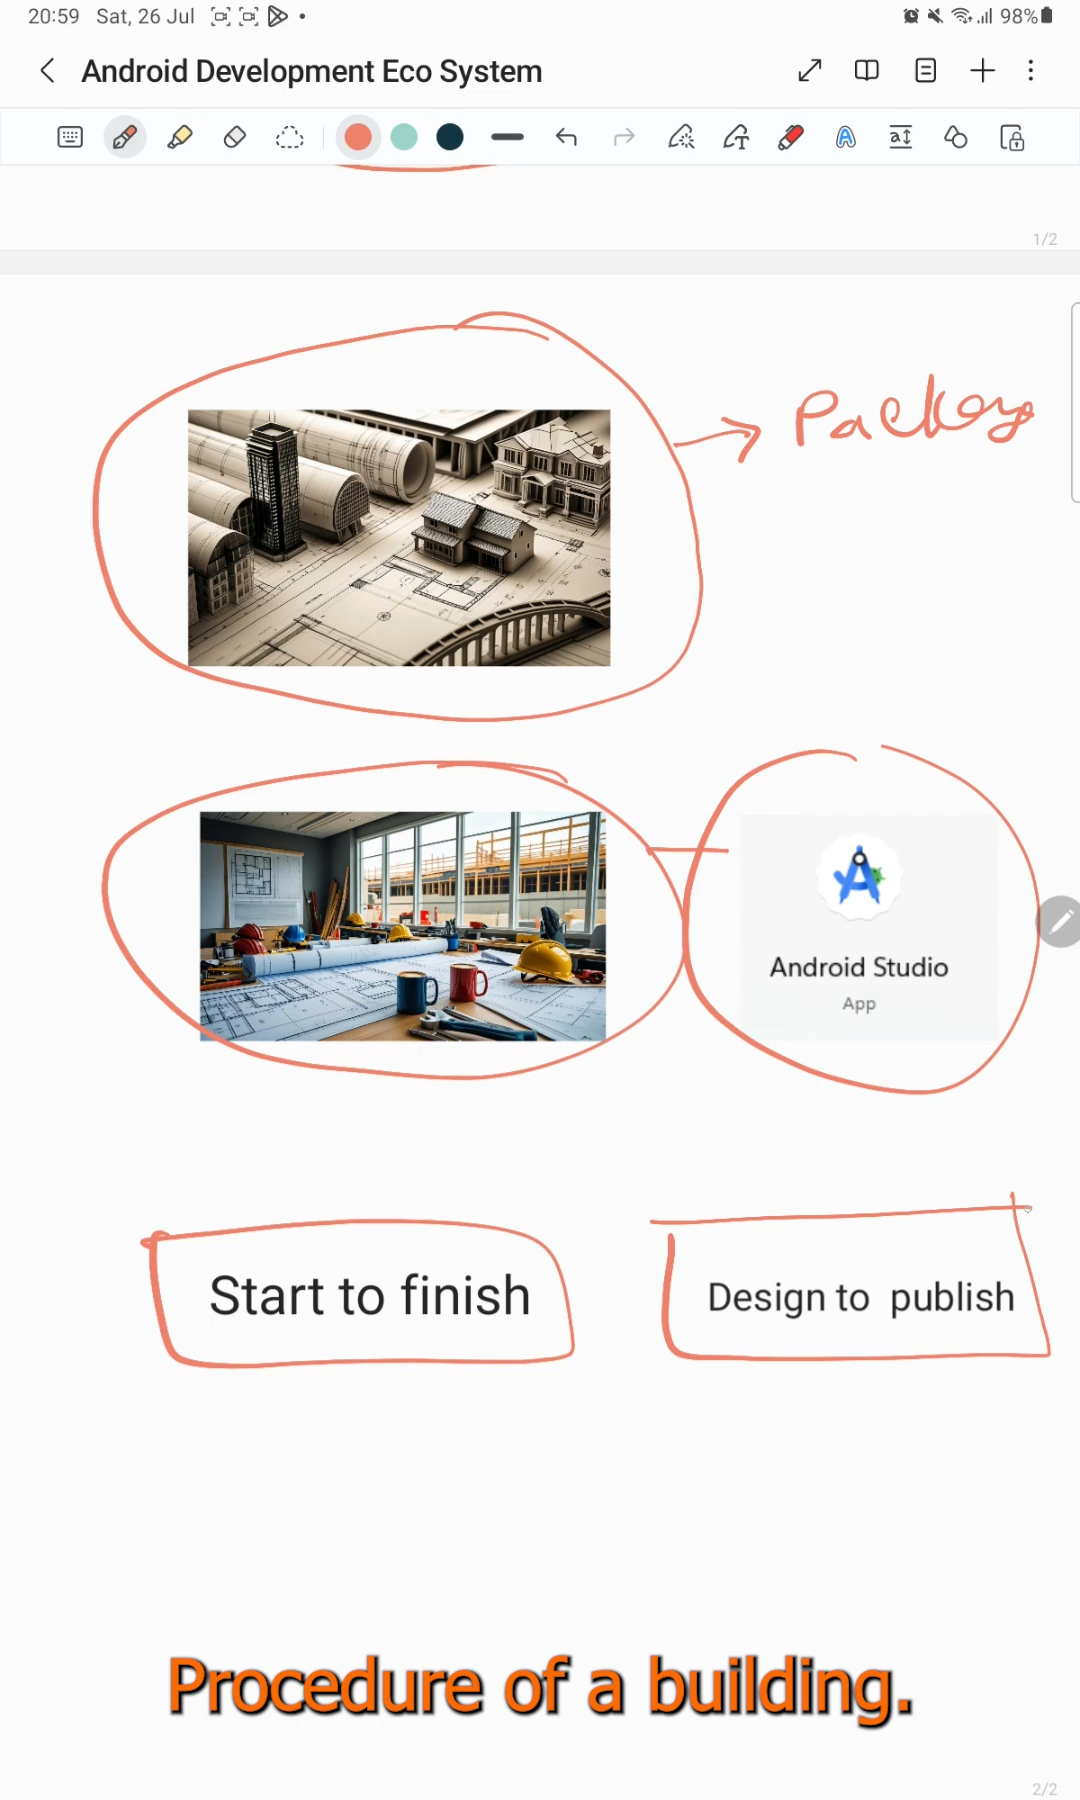 20:59 Sat, 26 Jul 98%
Android Development Eco System
1/2
Android Studio
App
Start to finish
Design to publish
Procedure of a building.
2/2